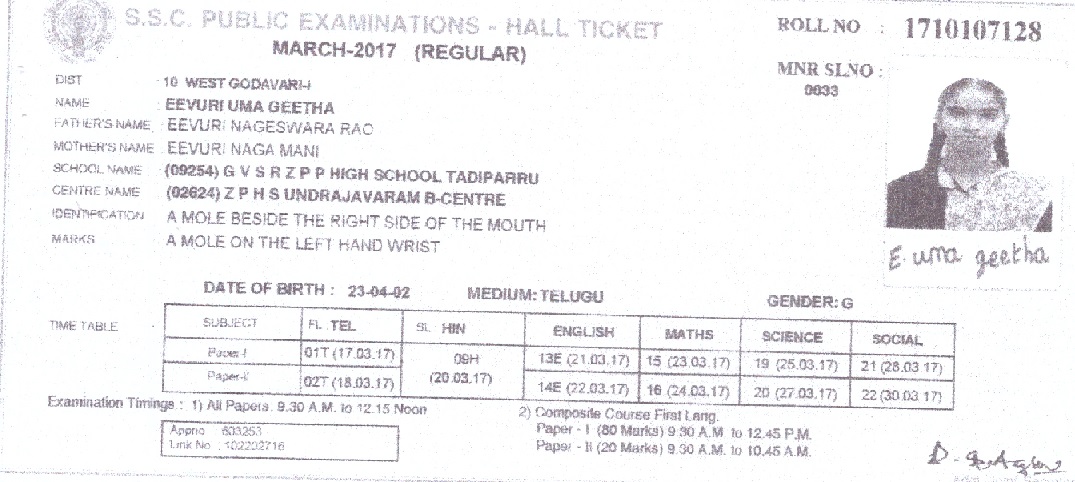 S.S.C. PUBLIC EXAMINATIONS - HALL TICKET
MARCH-2017 (REGULAR)
ROLL NO : 1710107128
MNR SLNO : 0033
DIST : 10 WEST GODAVARI-I
NAME : EEVURI UMA GEETHA
FATHER'S NAME : EEVURI NAGESWARA RAO
MOTHER'S NAME : EEVURI NAGA MANI
SCHOOL NAME : (09254) G V S R Z P P HIGH SCHOOL TADIPARRU
CENTRE NAME : (02624) Z P H S UNDRAJAVARAM B-CENTRE
IDENTIFICATION A MOLE BESIDE THE RIGHT SIDE OF THE MOUTH
MARKS A MOLE ON THE LEFT HAND WRIST
E. uma geetha
DATE OF BIRTH : 23-04-02 MEDIUM: TELUGU GENDER: G
TIME TABLE :
SUBJECT FL TEL SL HIN ENGLISH MATHS SCIENCE SOCIAL
Paper-I 01T (17.03.17) 09H (20.03.17) 13E (21.03.17) 15 (23.03.17) 19 (25.03.17) 21 (28.03.17)
Paper-II 02T (18.03.17) 14E (22.03.17) 16 (24.03.17) 20 (27.03.17) 22 (30.03.17)
Examination Timings : 1) All Papers. 9.30 A.M. to 12.15 Noon
2) Composite Course First Lang.
Paper - I (80 Marks) 9.30 A.M. to 12.45 P.M.
Paper - II (20 Marks) 9.30 A.M. to 10.45 A.M.
Link No : 102202716